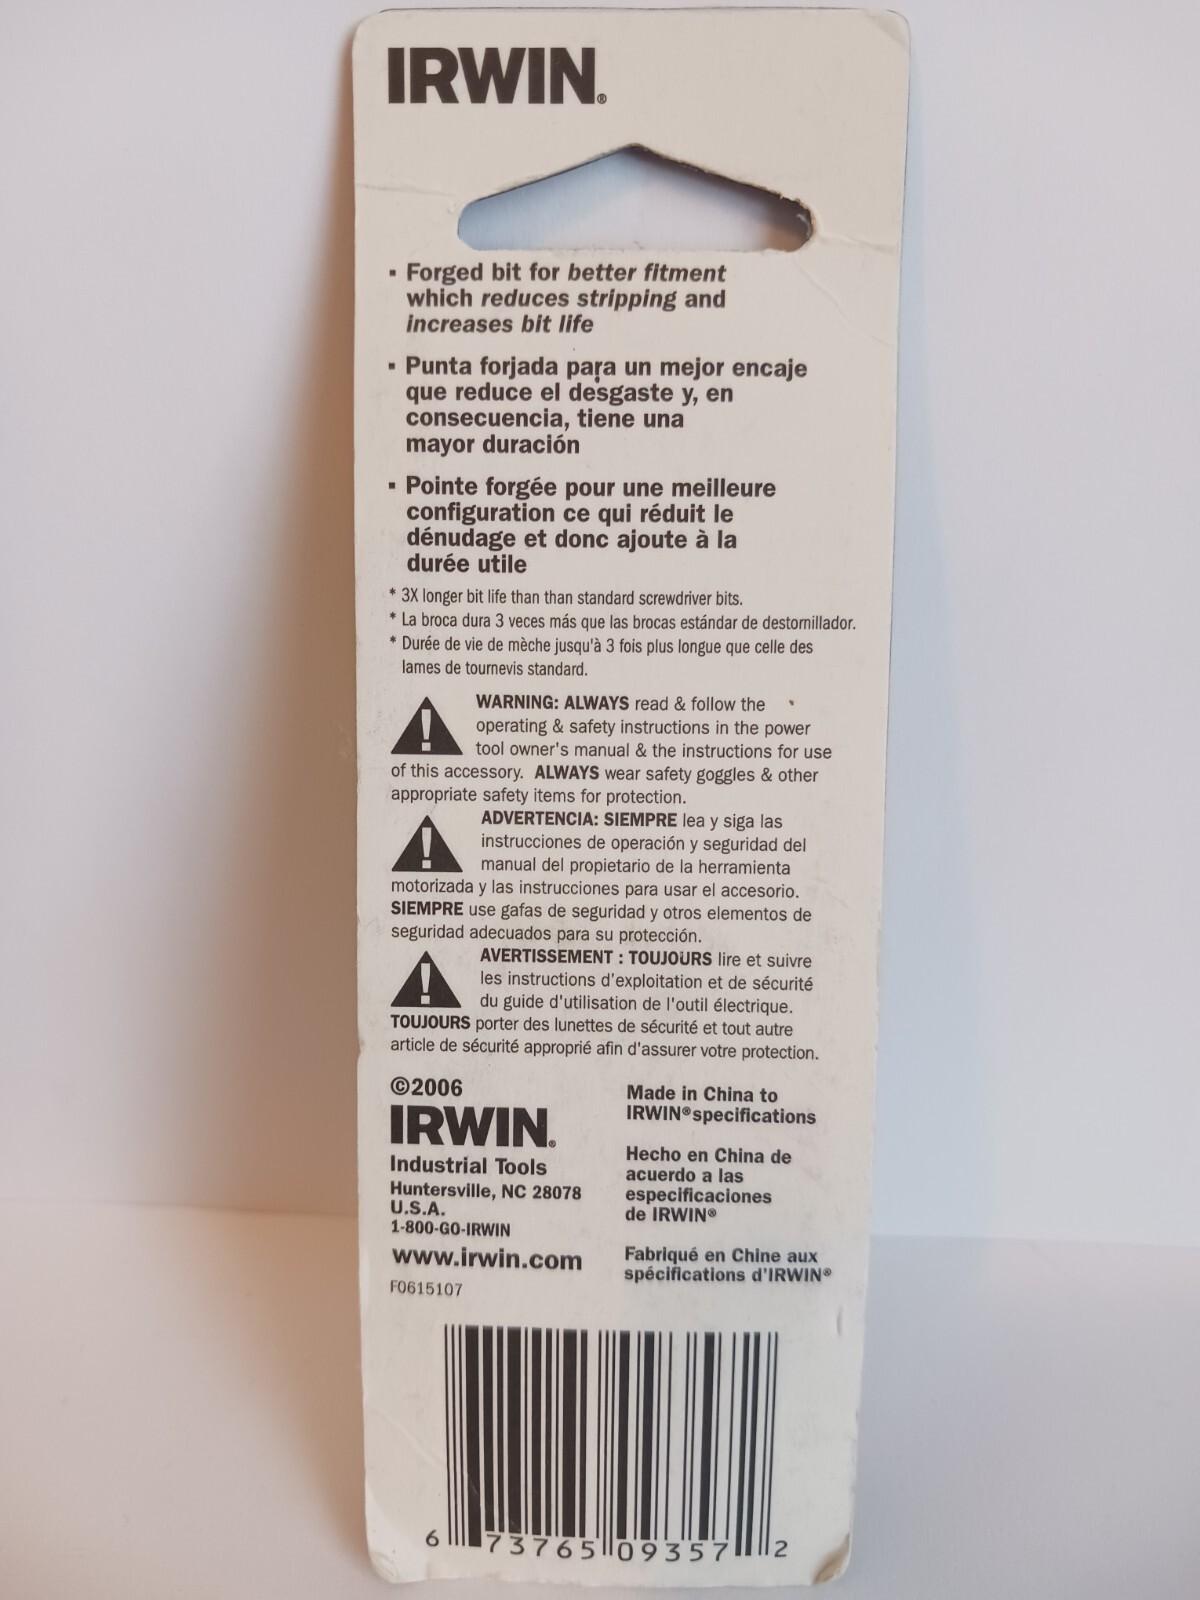 IRWIN®
▪ Forged bit for better fitment
which reduces stripping and
increases bit life
▪ Punta forjada para un mejor encaje
que reduce el desgaste y, en
consecuencia, tiene una
mayor duración
▪ Pointe forgée pour une meilleure
configuration ce qui réduit le
dénudage et donc ajoute à la
durée utile
* 3X longer bit life than than standard screwdriver bits.
* La broca dura 3 veces más que las brocas estándar de destornillador.
* Durée de vie de mèche jusqu'à 3 fois plus longue que celle des
lames de tournevis standard.
WARNING: ALWAYS read & follow the
operating & safety instructions in the power
tool owner's manual & the instructions for use
of this accessory. ALWAYS wear safety goggles & other
appropriate safety items for protection.
ADVERTENCIA: SIEMPRE lea y siga las
instrucciones de operación y seguridad del
manual del propietario de la herramienta
motorizada y las instrucciones para usar el accesorio.
SIEMPRE use gafas de seguridad y otros elementos de
seguridad adecuados para su protección.
AVERTISSEMENT : TOUJOURS lire et suivre
les instructions d'exploitation et de sécurité
du guide d'utilisation de l'outil électrique.
TOUJOURS porter des lunettes de sécurité et tout autre
article de sécurité approprié afin d'assurer votre protection.
©2006
IRWIN®
Industrial Tools
Huntersville, NC 28078
U.S.A.
1-800-GO-IRWIN
www.irwin.com
F0615107
Made in China to
IRWIN® specifications
Hecho en China de
acuerdo a las
especificaciones
de IRWIN®
Fabriqué en Chine aux
spécifications d'IRWIN®
6 73765 09357 2